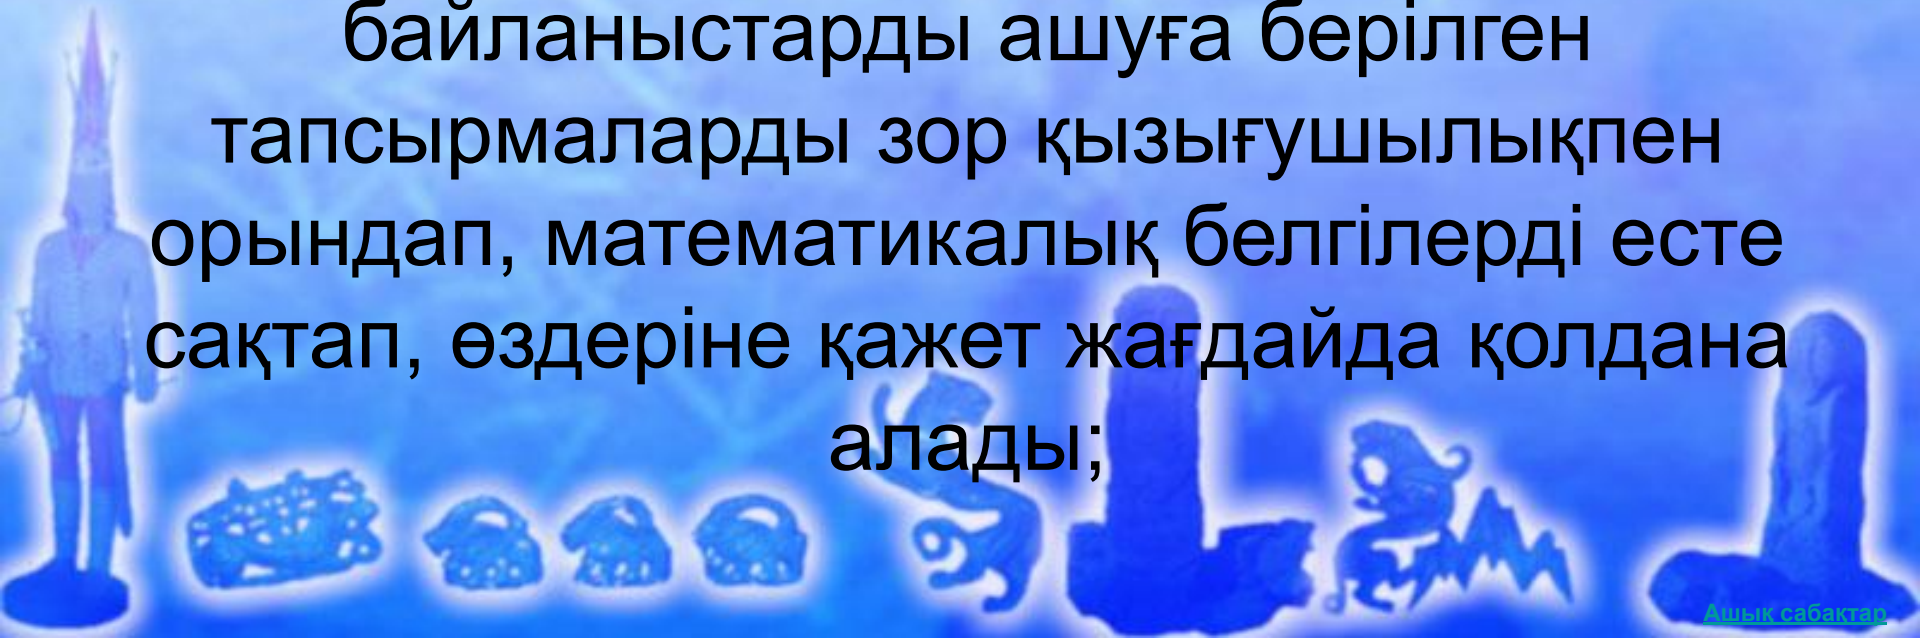 байланыстарды ашуға берілген
тапсырмаларды зор қызығушылықпен
орындап, математикалық белгілерді есте
сақтап, өздеріне қажет жағдайда қолдана
алады;
Ашық сабақтар